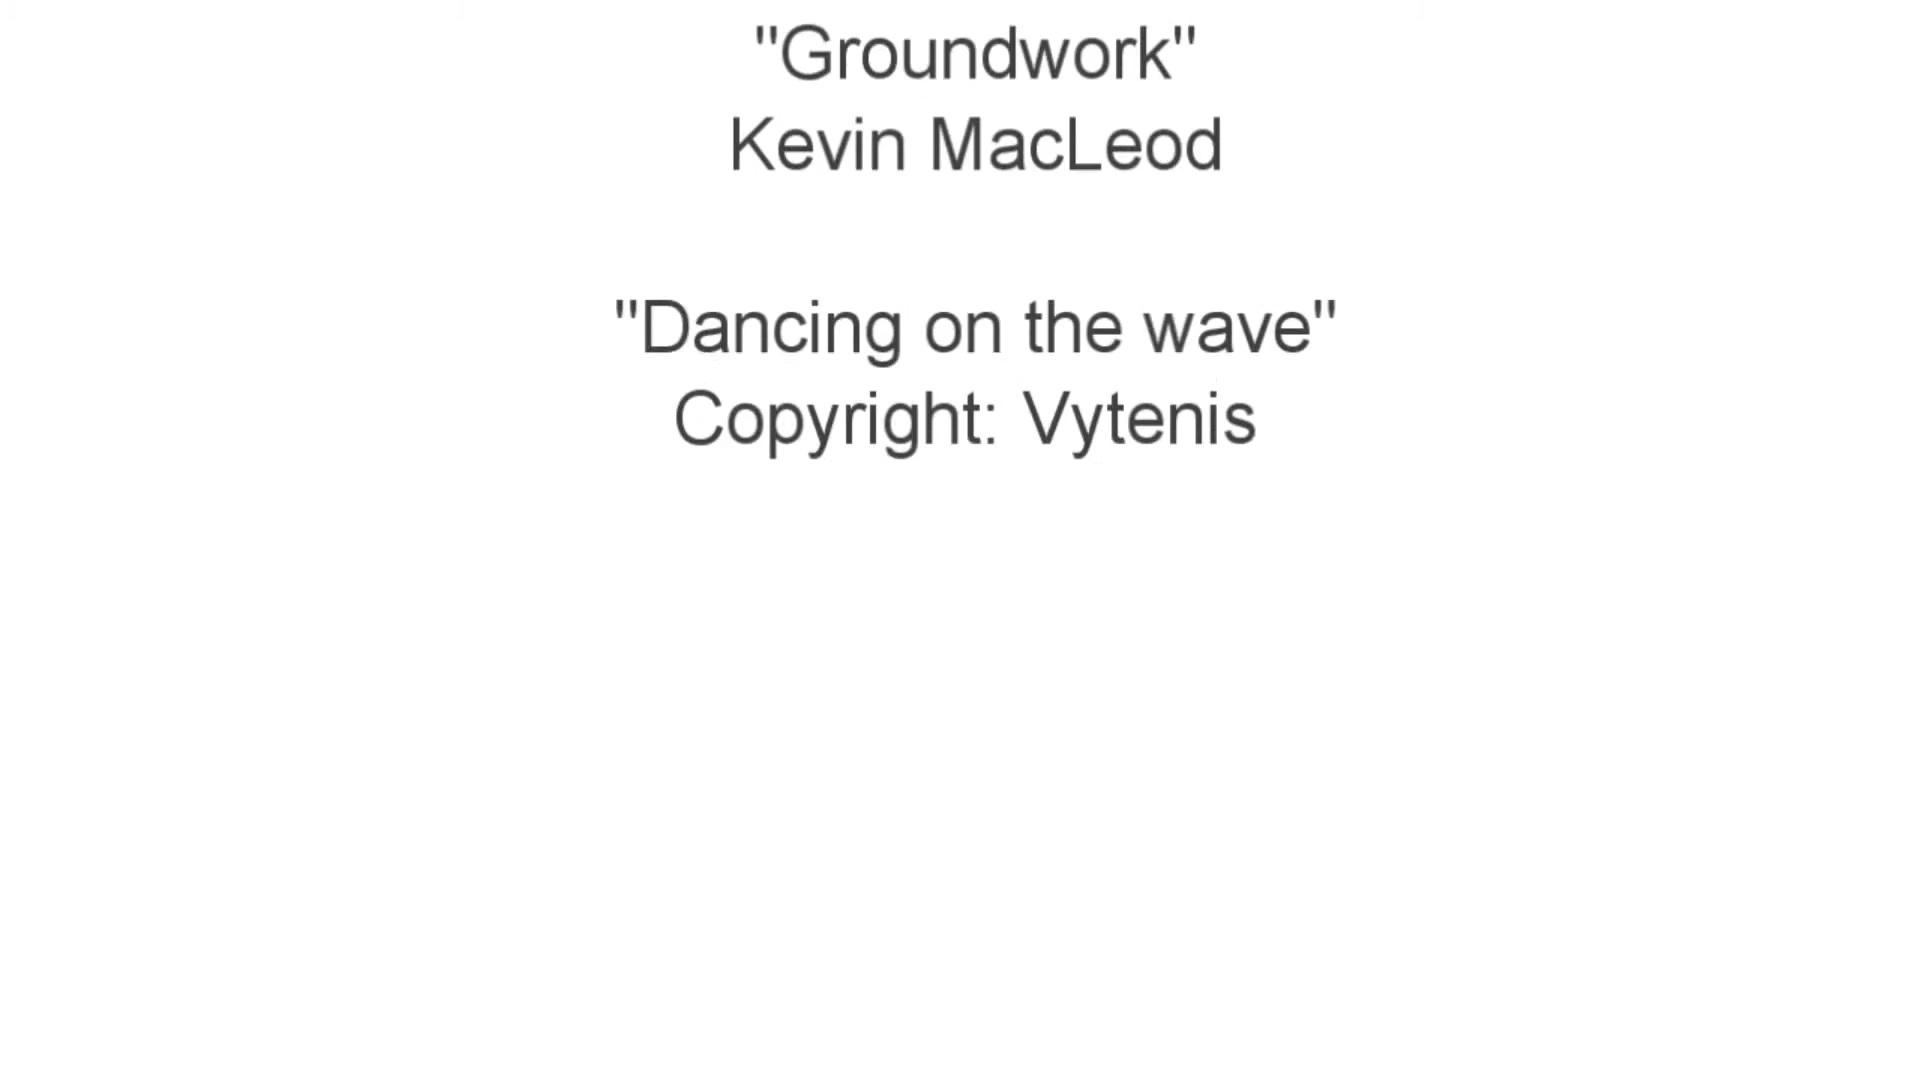 "Groundwork"
Kevin MacLeod
"Dancing on the wave"
Copyright: Vytenis